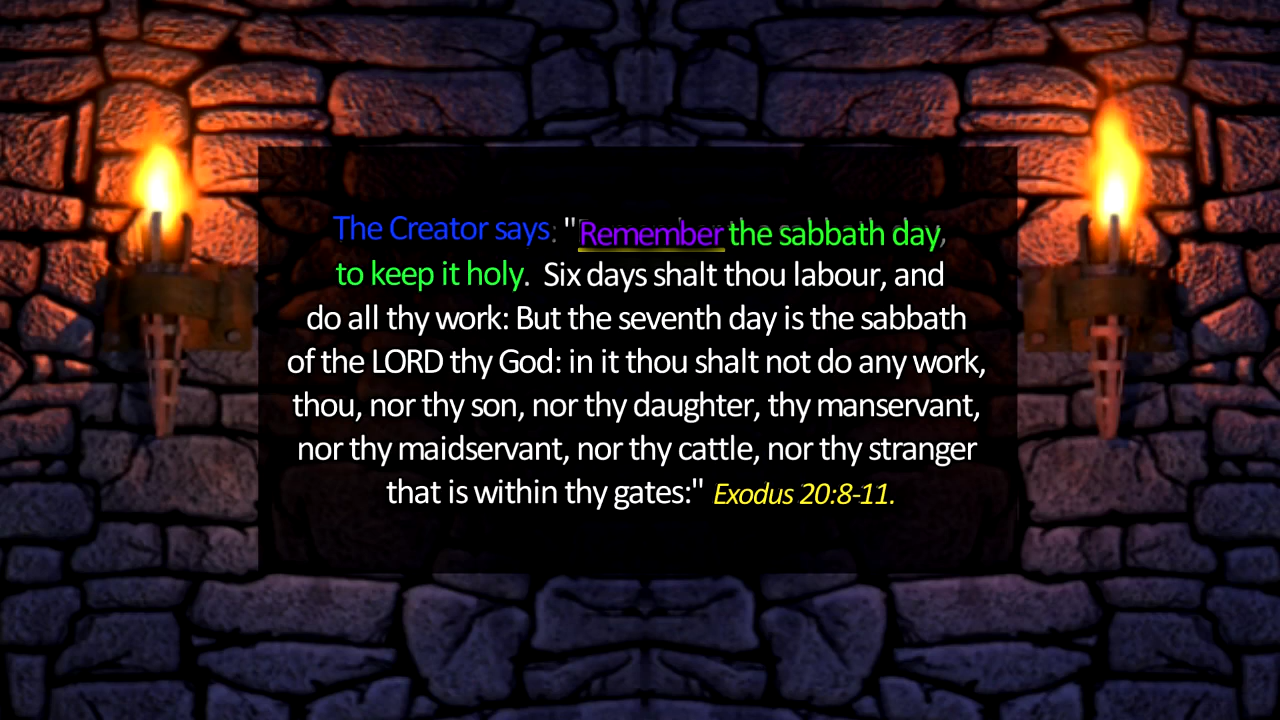 The Creator says: "Remember the sabbath day,
to keep it holy. Six days shalt thou labour, and
do all thy work: But the seventh day is the sabbath
of the LORD thy God: in it thou shalt not do any work,
thou, nor thy son, nor thy daughter, thy manservant,
nor thy maidservant, nor thy cattle, nor thy stranger
that is within thy gates:" Exodus 20:8-11.